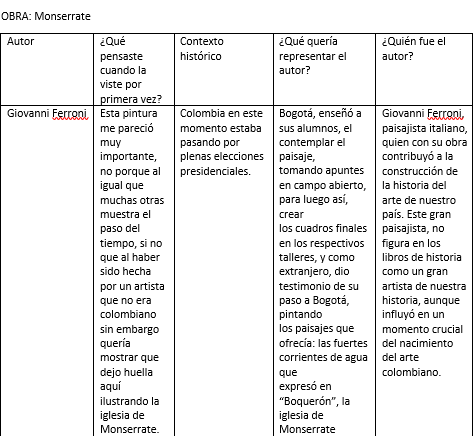 OBRA: Monserrate
Autor
¿Qué
pensaste
cuando la
viste por
primera vez?
Contexto
histórico
¿Qué quería
representar el
autor?
¿Quién fue el
autor?
Giovanni Ferroni,
Esta pintura
me pareció
muy
importante,
no porque al
igual que
muchas otras
muestra el
paso del
tiempo, si no
que al haber
sido hecha
por un artista
que no era
colombiano
sin embargo
quería
mostrar que
dejo huella
aquí
ilustrando la
iglesia de
Monserrate.
Colombia en este
momento estaba
pasando por
plenas elecciones
presidenciales.
Bogotá, enseñó a
sus alumnos, el
contemplar el
paisaje,
tomando apuntes
en campo abierto,
para luego así,
crear
los cuadros finales
en los respectivos
talleres, y como
extranjero, dio
testimonio de su
paso a Bogotá,
pintando
los paisajes que
ofrecía: las fuertes
corrientes de agua
que
expresó en
“Boquerón”, la
iglesia de
Monserrate
Giovanni Ferroni,
paisajista italiano,
quien con su obra
contribuyó a la
construcción de
la historia del
arte de nuestro
país. Este gran
paisajista, no
figura en los
libros de historia
como un gran
artista de nuestra
historia, aunque
influyó en un
momento crucial
del nacimiento
del arte
colombiano.